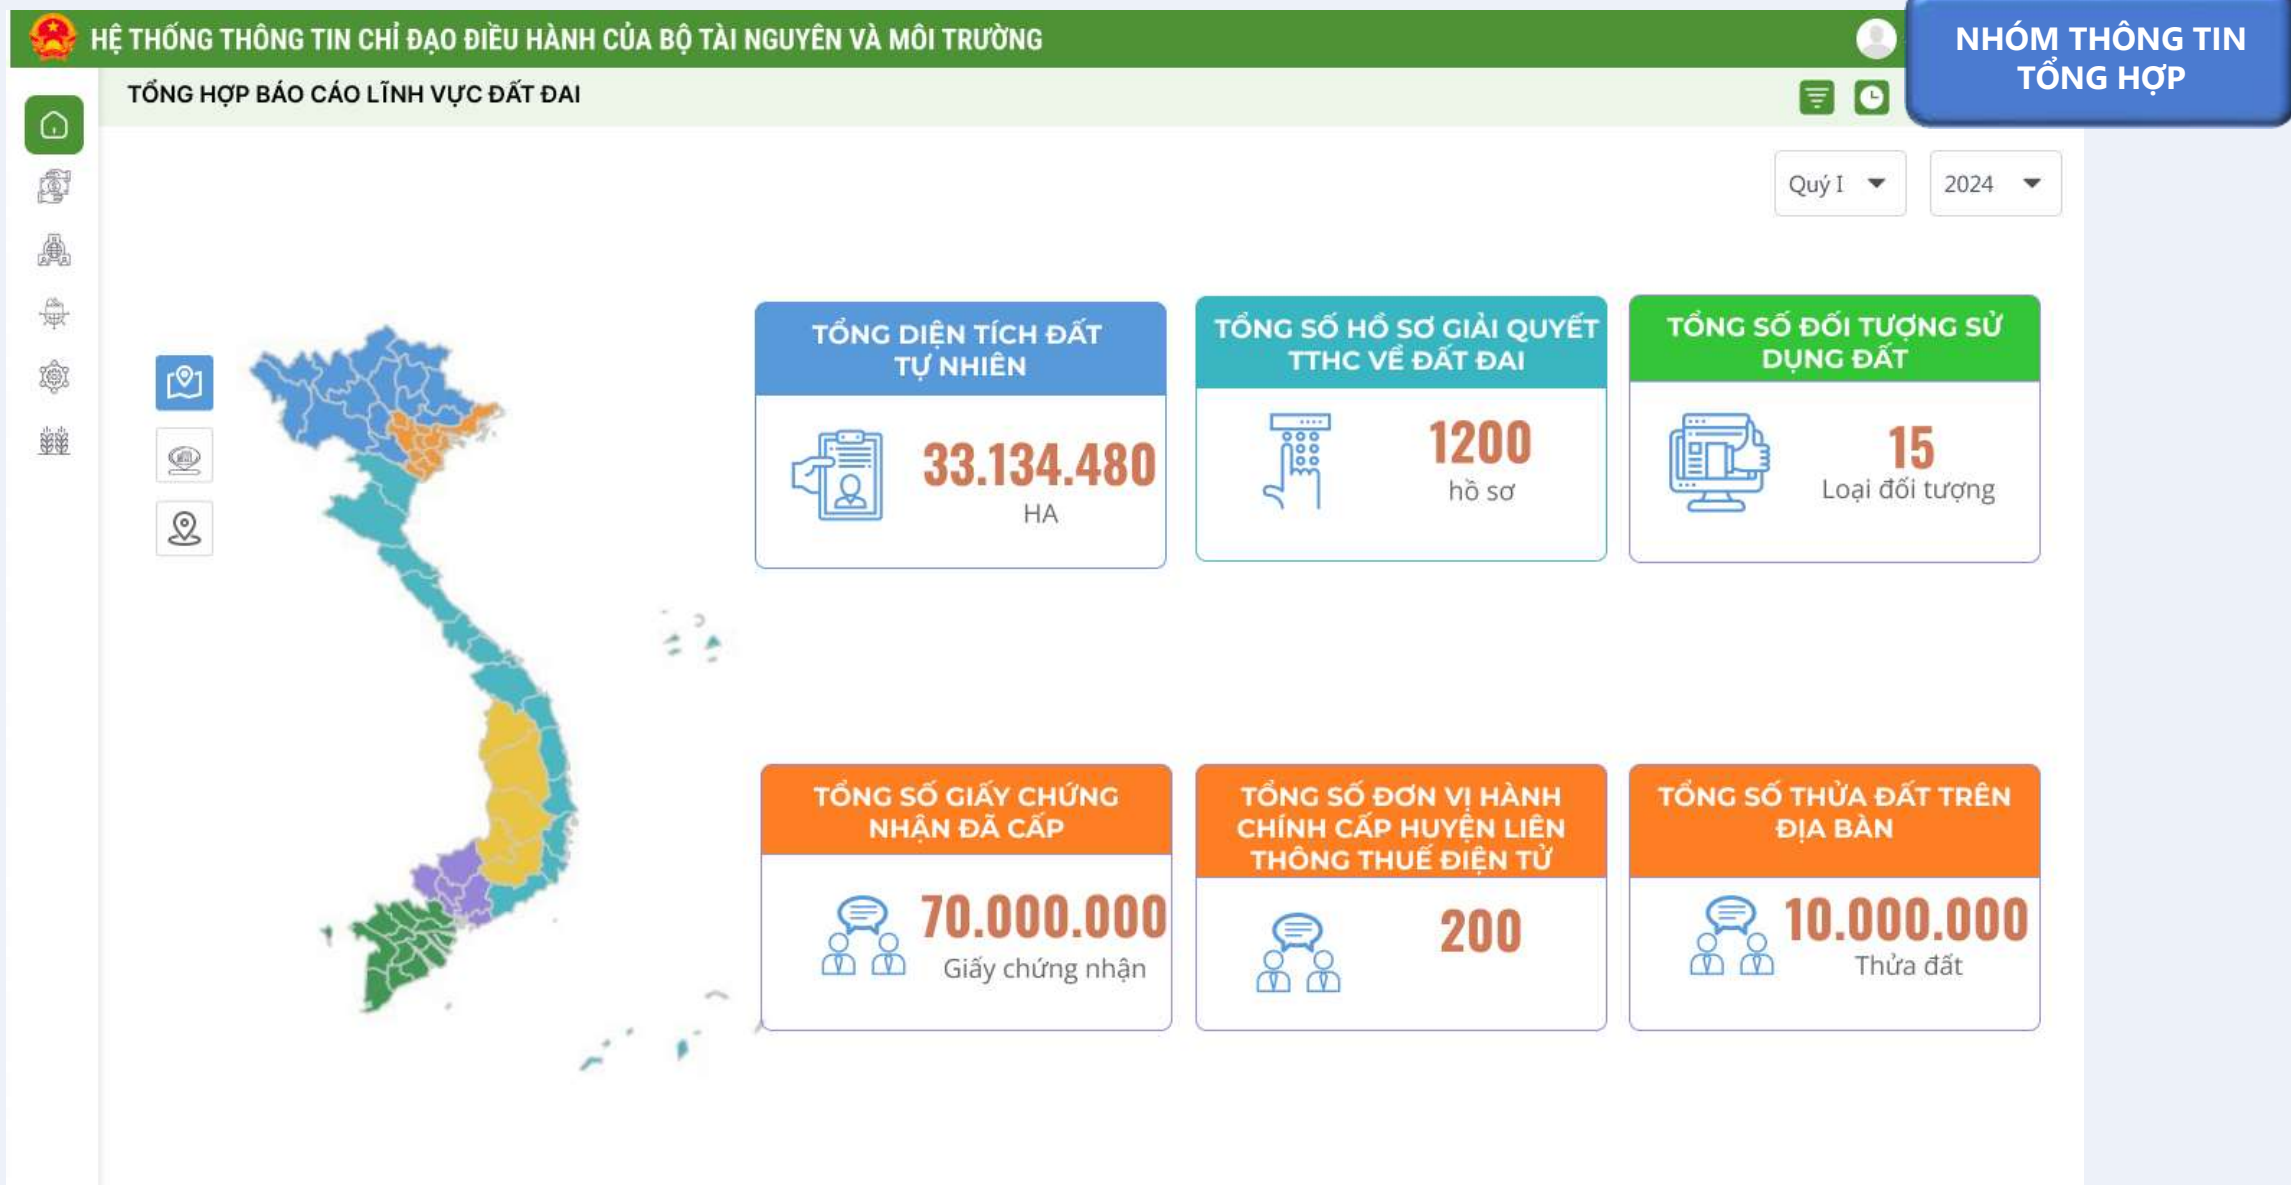 HỆ THỐNG THÔNG TIN CHỈ ĐẠO ĐIỀU HÀNH CỦA BỘ TÀI NGUYÊN VÀ MÔI TRƯỜNG
NHÓM THÔNG TIN
TỔNG HỢP
TỔNG HỢP BÁO CÁO LĨNH VỰC ĐẤT ĐAI
Quý I
2024
TỔNG DIỆN TÍCH ĐẤT
TỰ NHIÊN
33.134.480
HA
TỔNG SỐ HỒ SƠ GIẢI QUYẾT
TTHC VỀ ĐẤT ĐAI
1200
hồ sơ
TỔNG SỐ ĐỐI TƯỢNG SỬ
DỤNG ĐẤT
15
Loại đối tượng
TỔNG SỐ GIẤY CHỨNG
NHẬN ĐÃ CẤP
70.000.000
Giấy chứng nhận
TỔNG SỐ ĐƠN VỊ HÀNH
CHÍNH CẤP HUYỆN LIÊN
THÔNG THUẾ ĐIỆN TỬ
200
TỔNG SỐ THỬA ĐẤT TRÊN
ĐỊA BÀN
10.000.000
Thửa đất